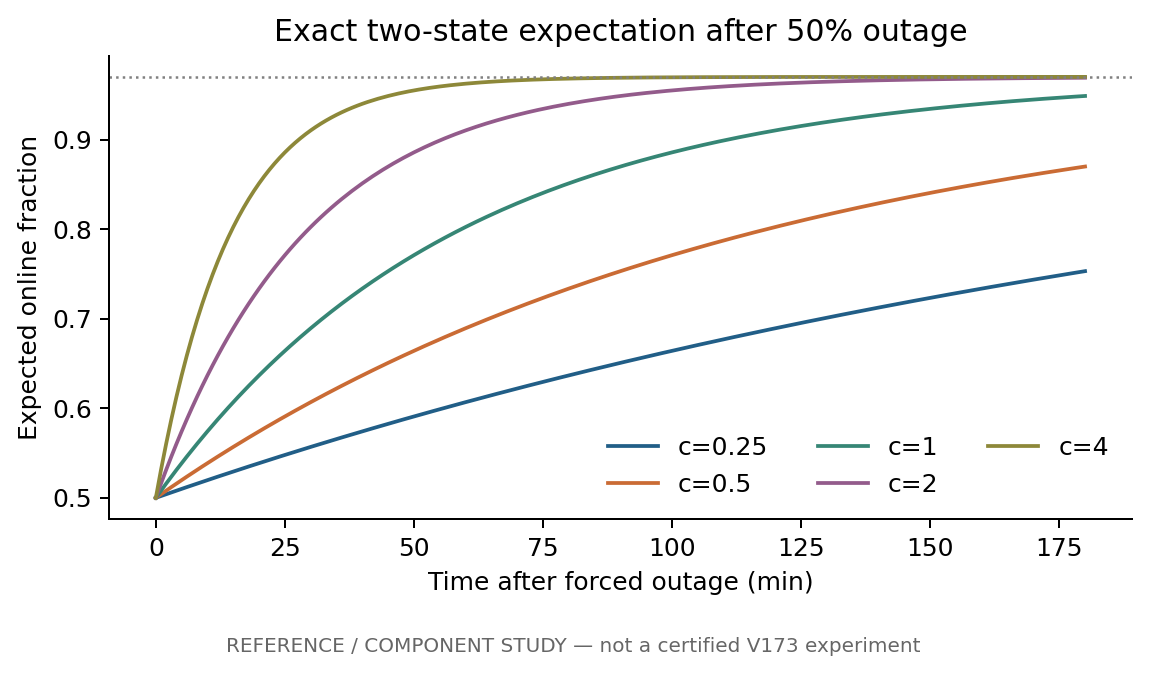 Exact two-state expectation after 50% outage
Expected online fraction
0.9
0.8
0.7
0.6
0.5
c=0.25 c=1 c=4
c=0.5 c=2
0 25 50 75 100 125 150 175
Time after forced outage (min)
REFERENCE / COMPONENT STUDY — not a certified V173 experiment